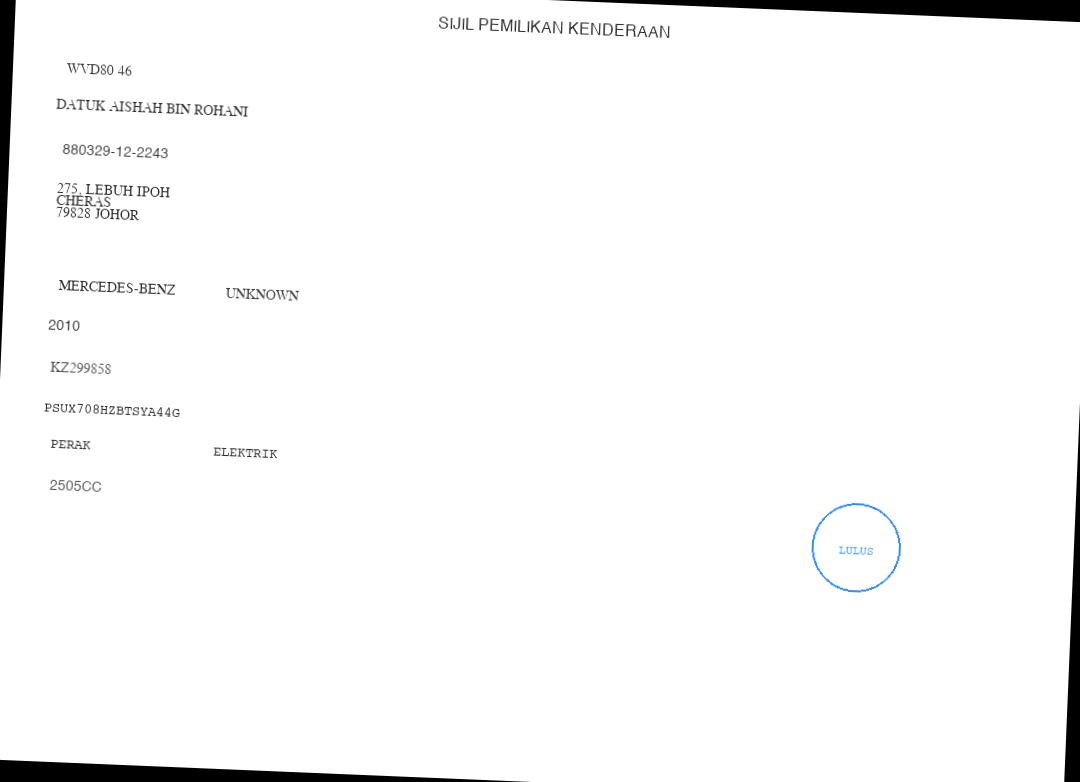 SIJIL PEMILIKAN KENDERAAN
WVD80 46
DATUK AISHAH BIN ROHANI
880329-12-2243
275, LEBUH IPOH
CHERAS
79828 JOHOR
MERCEDES-BENZ UNKNOWN
2010
KZ299858
PSUX708HZBTSYA44G
PERAK ELEKTRIK
2505CC
LULUS